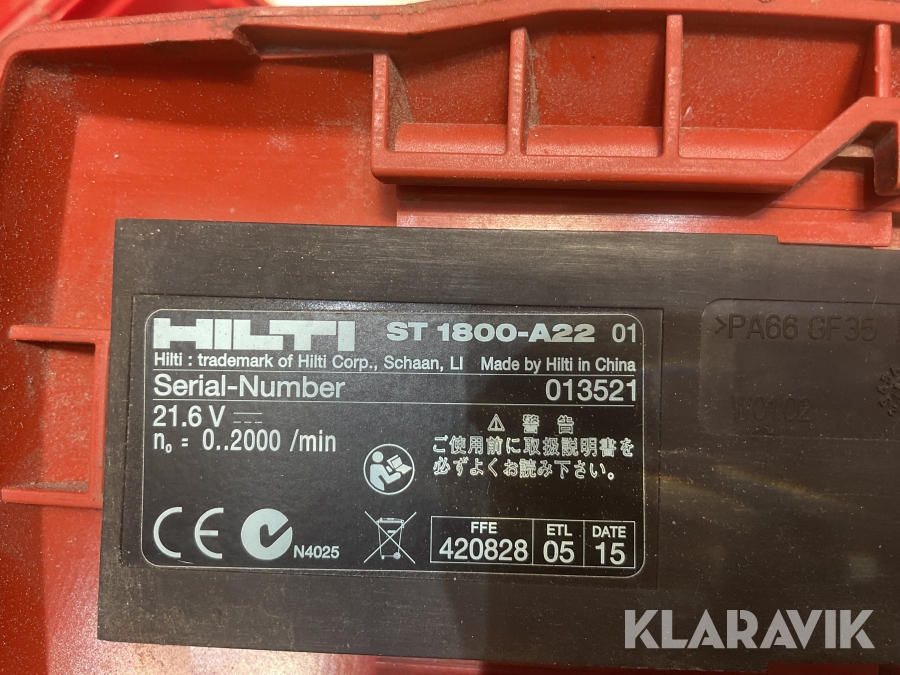 HILTI ST 1800-A22 01
Hilti : trademark of Hilti Corp., Schaan, LI Made by Hilti in China
Serial-Number 013521
21.6 V
n₀ = 0..2000 /min
⚠ 警告
ご使用前に取扱説明書を
必ずよくお読み下さい。
CE N4025
FFE ETL DATE
420828 05 15
>PA66 GF35
KLARAVIK